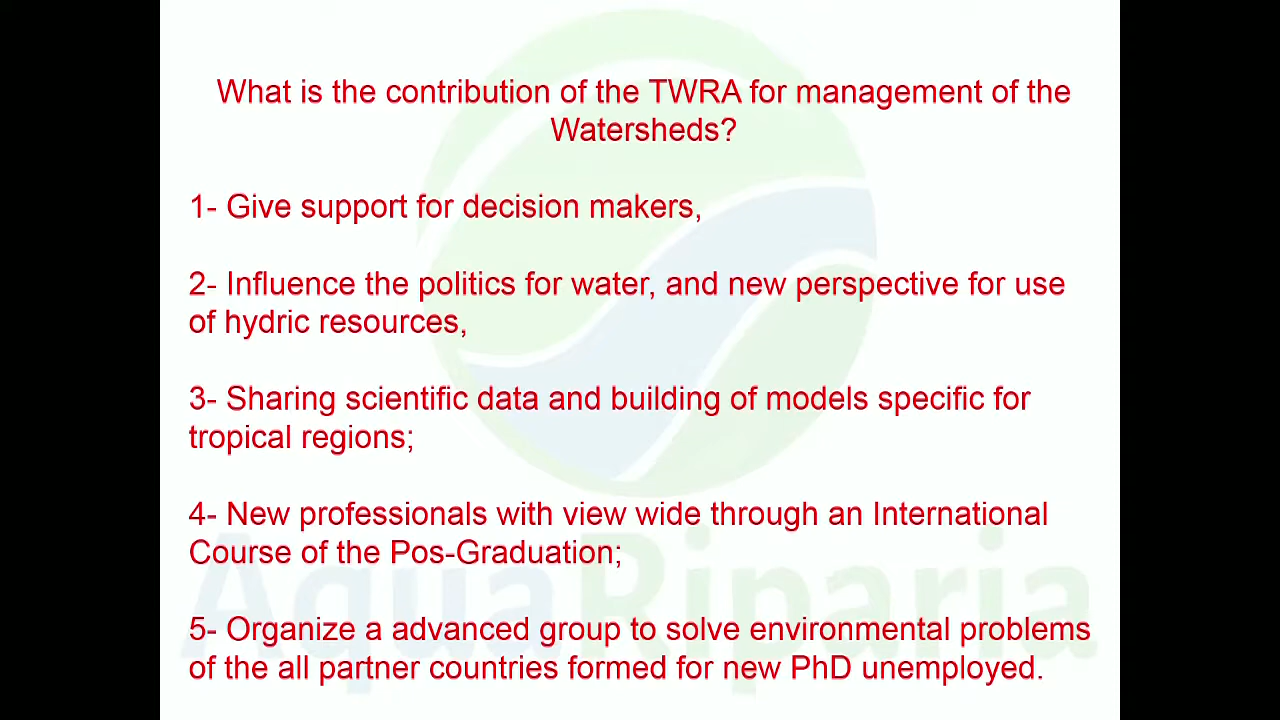 What is the contribution of the TWRA for management of the
Watersheds?
1- Give support for decision makers,
2- Influence the politics for water, and new perspective for use
of hydric resources,
3- Sharing scientific data and building of models specific for
tropical regions;
4- New professionals with view wide through an International
Course of the Pos-Graduation;
5- Organize a advanced group to solve environmental problems
of the all partner countries formed for new PhD unemployed.
AquaRiparia